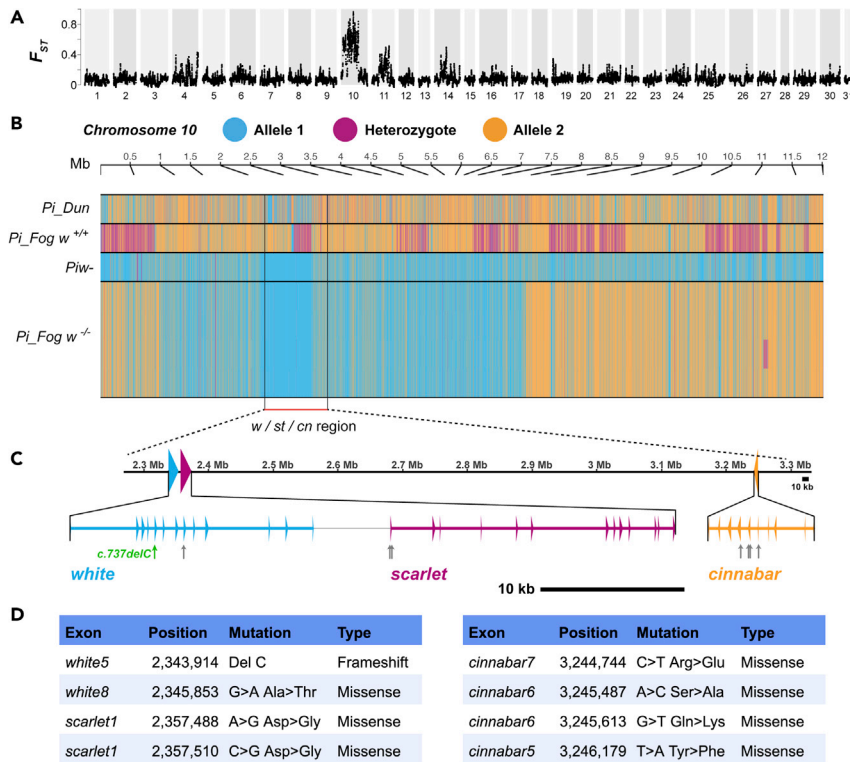 A
F_ST
0.8
0.4
0
1 2 3 4 5 6 7 8 9 10 11 12 13 14 15 16 17 18 19 20 21 22 23 24 25 26 27 28 30 31
B
Chromosome 10 Allele 1 Heterozygote Allele 2
Mb 0.5 1 1.5 2 2.5 3 3.5 4 4.5 5 5.5 6 6.5 7 7.5 8 8.5 9 9.5 10 10.5 11 11.5 12
Pi_Dun
Pi_Fog w +/+
Piw-
Pi_Fog w -/-
w / st / cn region
C
2.3 Mb 2.4 Mb 2.5 Mb 2.6 Mb 2.7 Mb 2.8 Mb 2.9 Mb 3.0 Mb 3.1 Mb 3.2 Mb 3.3 Mb
10 kb
c.737delC
white scarlet cinnabar
10 kb
D
Exon Position Mutation Type
white5 2,343,914 Del C Frameshift
white8 2,345,853 G>A Ala>Thr Missense
scarlet1 2,357,488 A>G Asp>Gly Missense
scarlet1 2,357,510 C>G Asp>Gly Missense
Exon Position Mutation Type
cinnabar7 3,244,744 C>T Arg>Glu Missense
cinnabar6 3,245,487 A>C Ser>Ala Missense
cinnabar6 3,245,613 G>T Gln>Lys Missense
cinnabar5 3,246,179 T>A Tyr>Phe Missense